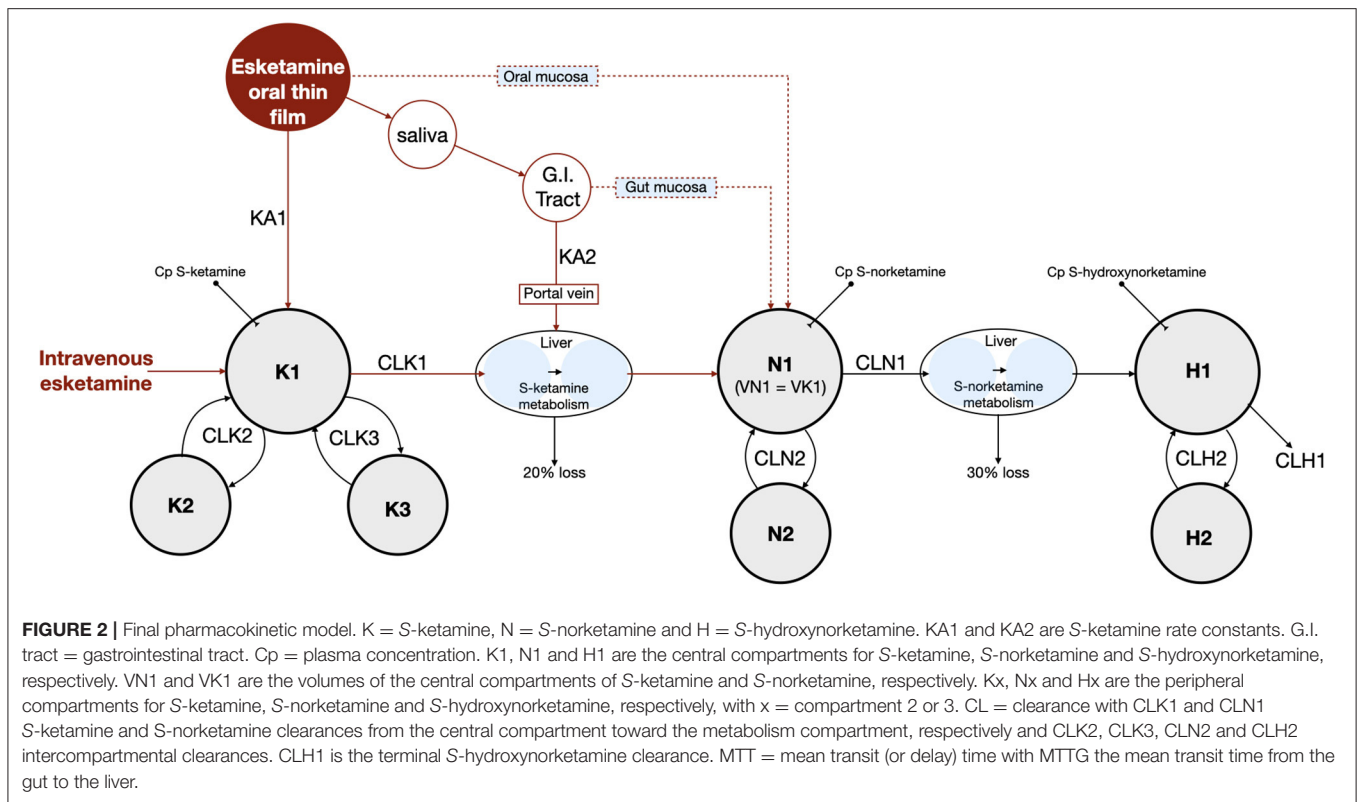 Esketamine
oral thin
film
Oral mucosa
saliva
G.I.
Tract
Gut mucosa
KA1
KA2
Cp S-ketamine
Portal vein
Cp S-norketamine
Cp S-hydroxynorketamine
Intravenous
esketamine
K1
CLK1
Liver
S-ketamine
metabolism
N1
(VN1 = VK1)
CLN1
Liver
S-norketamine
metabolism
H1
CLK2
CLK3
20% loss
CLN2
30% loss
CLH2
CLH1
K2
K3
N2
H2
FIGURE 2 | Final pharmacokinetic model. K = S-ketamine, N = S-norketamine and H = S-hydroxynorketamine. KA1 and KA2 are S-ketamine rate constants. G.I.
tract = gastrointestinal tract. Cp = plasma concentration. K1, N1 and H1 are the central compartments for S-ketamine, S-norketamine and S-hydroxynorketamine,
respectively. VN1 and VK1 are the volumes of the central compartments of S-ketamine and S-norketamine, respectively. Kx, Nx and Hx are the peripheral
compartments for S-ketamine, S-norketamine and S-hydroxynorketamine, respectively, with x = compartment 2 or 3. CL = clearance with CLK1 and CLN1
S-ketamine and S-norketamine clearances from the central compartment toward the metabolism compartment, respectively and CLK2, CLK3, CLN2 and CLH2
intercompartmental clearances. CLH1 is the terminal S-hydroxynorketamine clearance. MTT = mean transit (or delay) time with MTTG the mean transit time from the
gut to the liver.